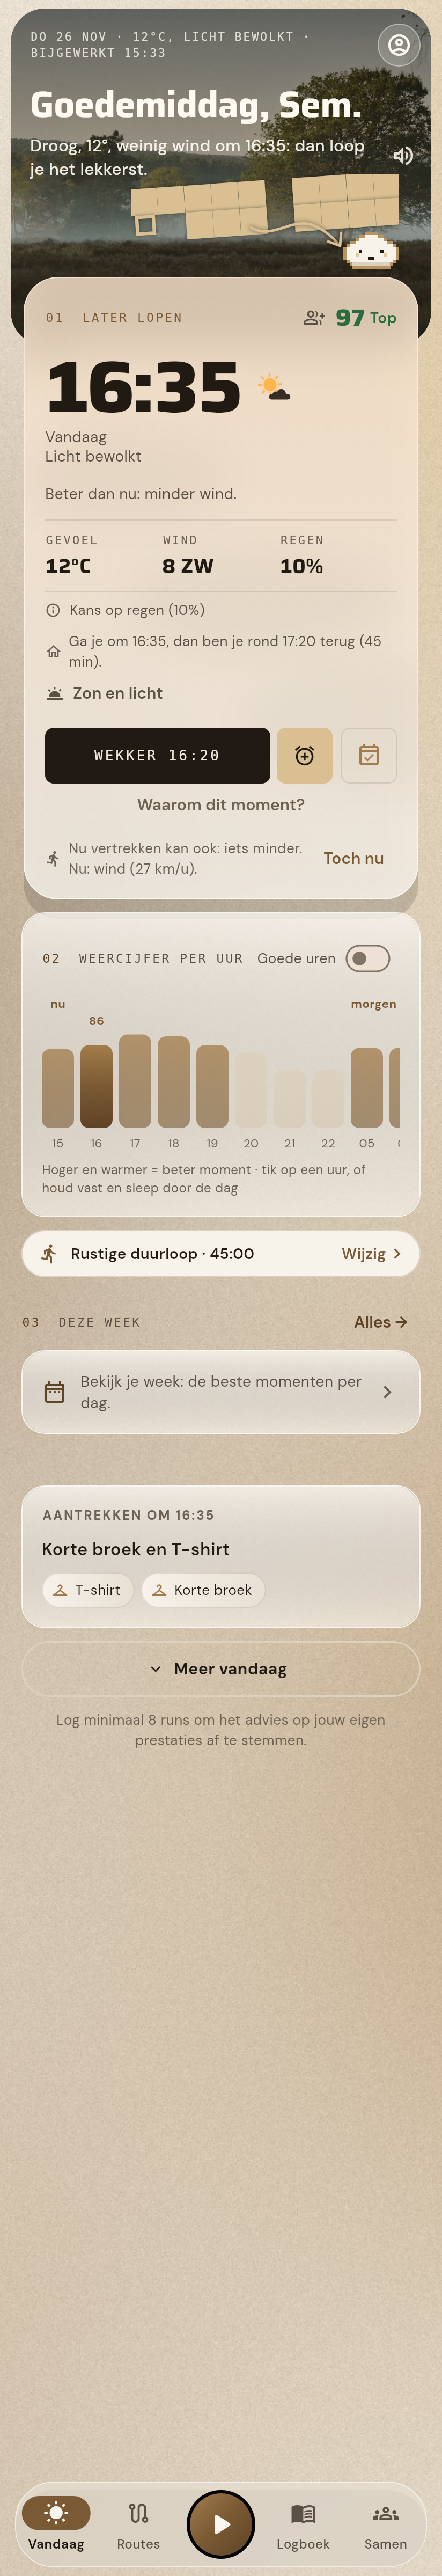 DO 26 NOV · 12°C, LICHT BEWOLKT ·
BIJGEWERKT 15:33
Goedemiddag, Sem.
Droog, 12°, weinig wind om 16:35: dan loop
je het lekkerst.
01 LATER LOPEN
97 Top
16:35
Vandaag
Licht bewolkt
Beter dan nu: minder wind.
GEVOEL WIND REGEN
12°C 8 ZW 10%
Kans op regen (10%)
Ga je om 16:35, dan ben je rond 17:20 terug (45
min).
Zon en licht
WEKKER 16:20
Waarom dit moment?
Nu vertrekken kan ook: iets minder.
Nu: wind (27 km/u).
Toch nu
02 WEERCIJFER PER UUR Goede uren
nu morgen
86
15 16 17 18 19 20 21 22 05
Hoger en warmer = beter moment · tik op een uur, of
houd vast en sleep door de dag
Rustige duurloop · 45:00 Wijzig
03 DEZE WEEK Alles
Bekijk je week: de beste momenten per
dag.
AANTREKKEN OM 16:35
Korte broek en T-shirt
T-shirt Korte broek
Meer vandaag
Log minimaal 8 runs om het advies op jouw eigen
prestaties af te stemmen.
Vandaag Routes Logboek Samen